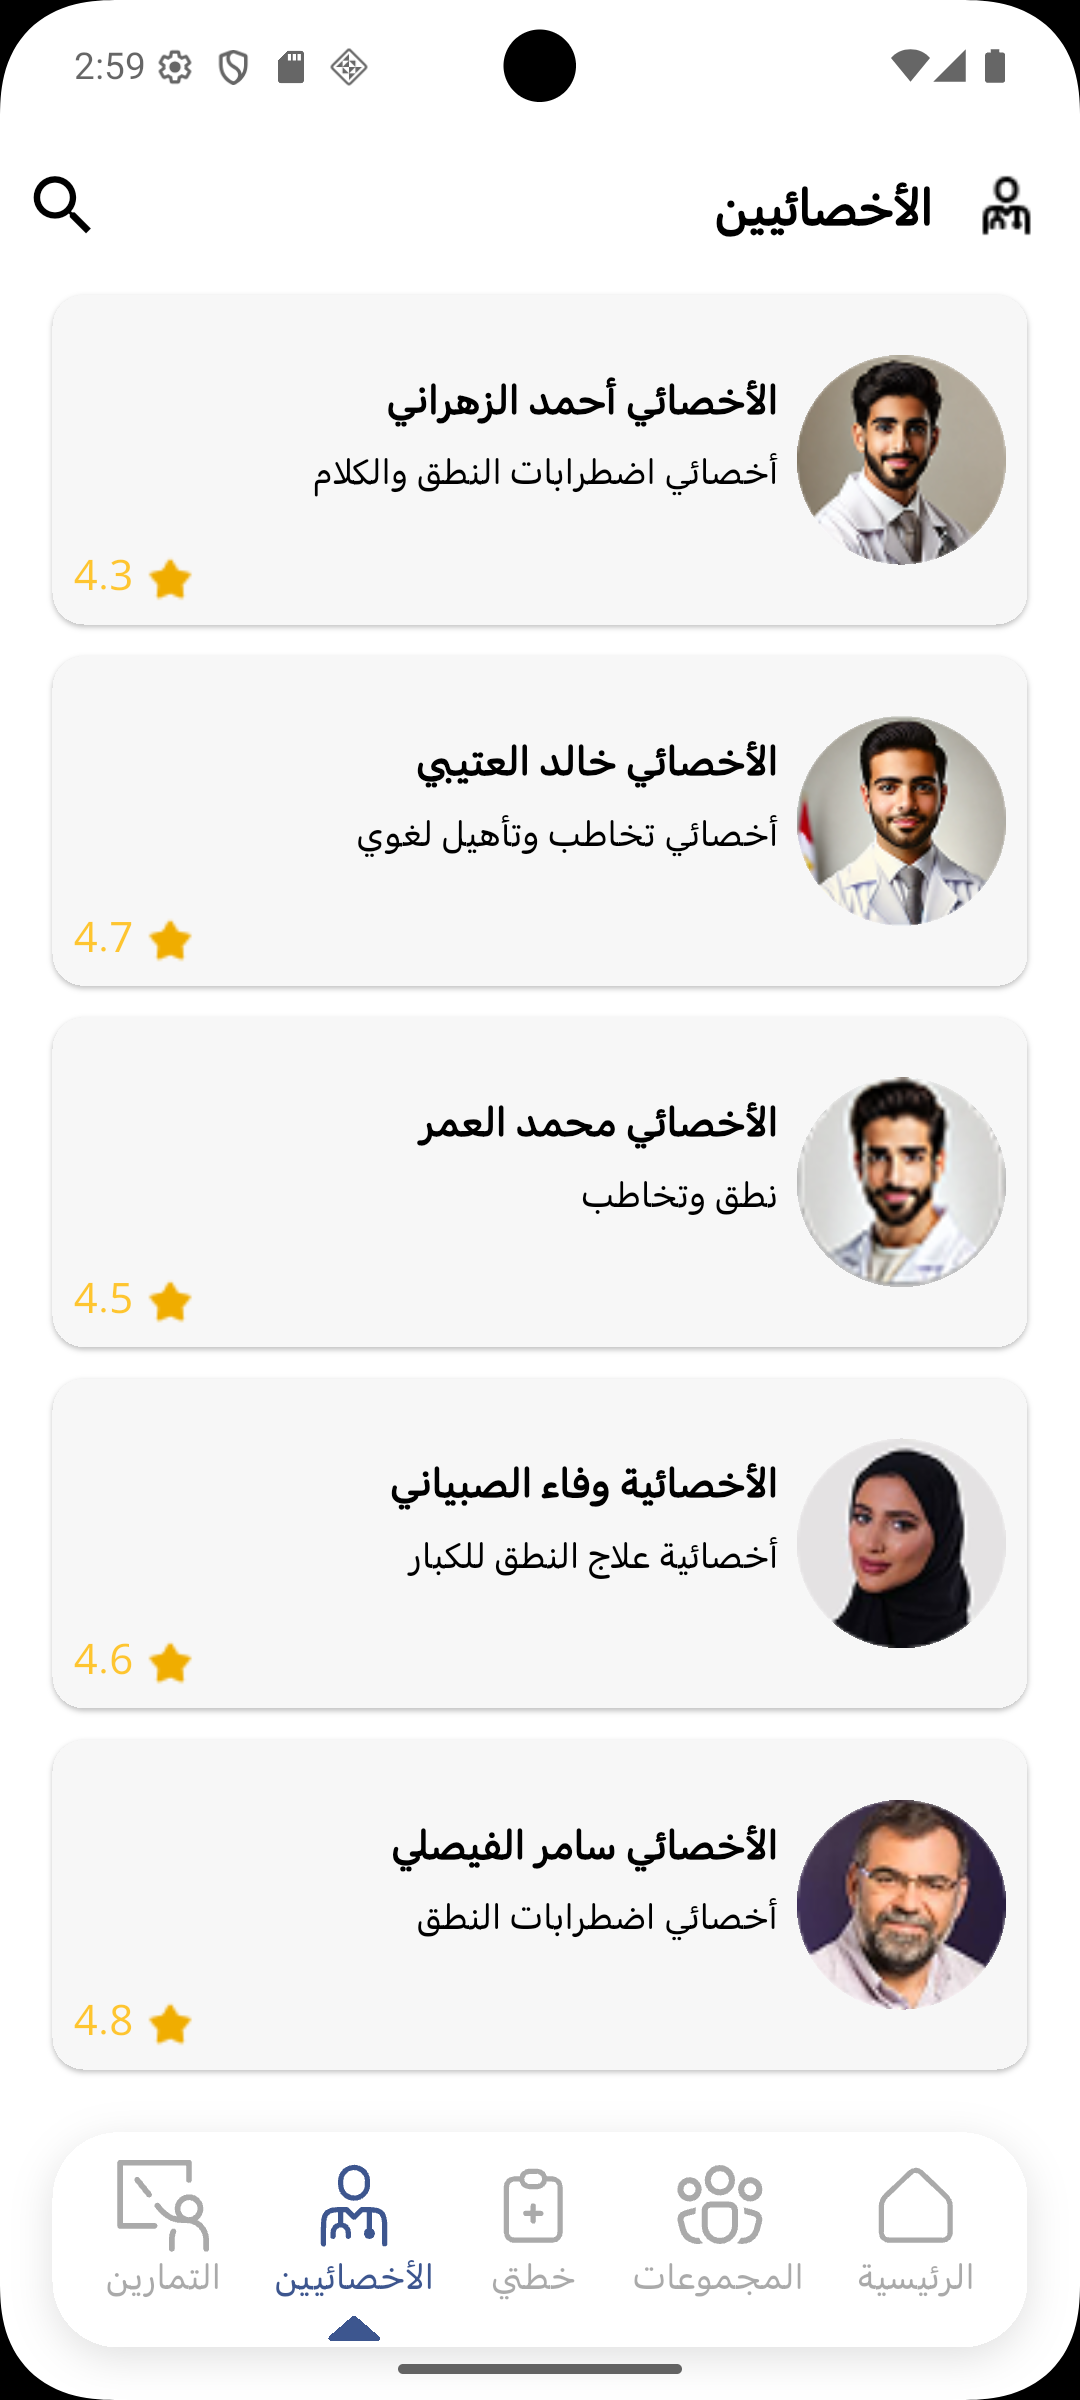 2:59
الأخصائيين
الأخصائي أحمد الزهراني
أخصائي اضطرابات النطق والكلام
4.3
الأخصائي خالد العتيبي
أخصائي تخاطب وتأهيل لغوي
4.7
الأخصائي محمد العمر
نطق وتخاطب
4.5
الأخصائية وفاء الصبياني
أخصائية علاج النطق للكبار
4.6
الأخصائي سامر الفيصلي
أخصائي اضطرابات النطق
4.8
الرئيسية
المجموعات
خطتي
الأخصائيين
التمارين